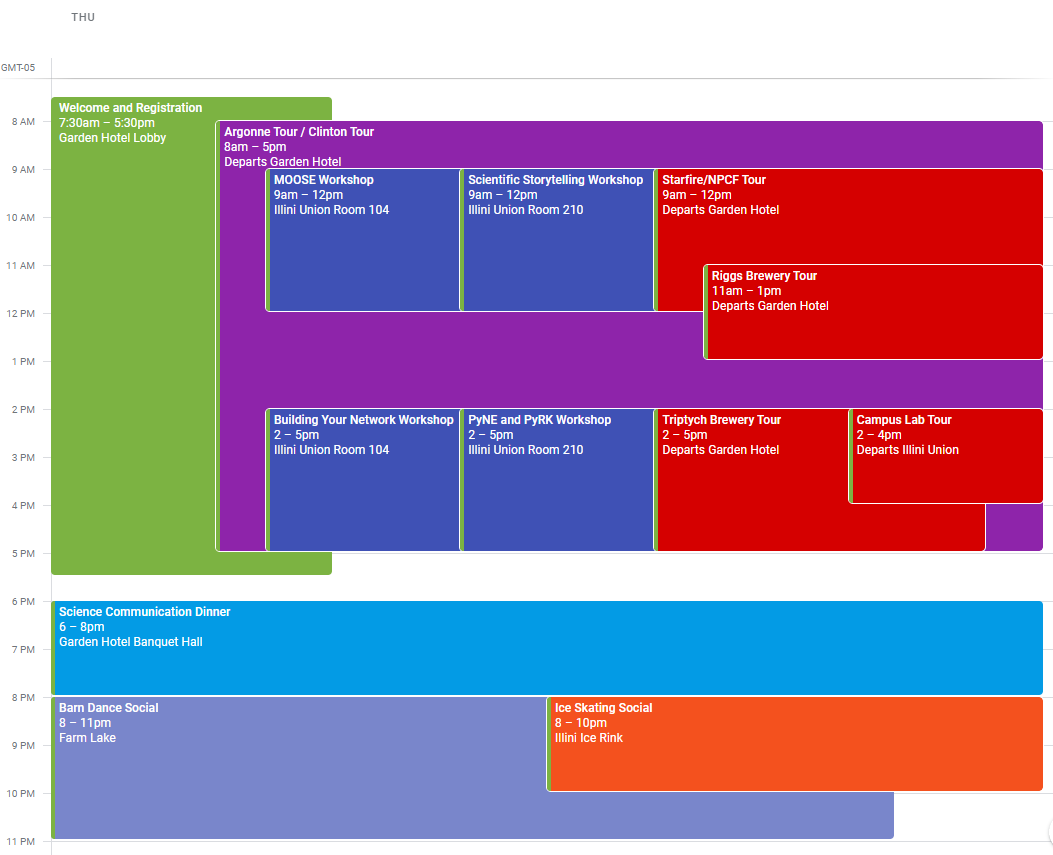 THU
GMT-05
Welcome and Registration
7:30am – 5:30pm
Garden Hotel Lobby
8 AM
Argonne Tour / Clinton Tour
8am – 5pm
Departs Garden Hotel
9 AM
MOOSE Workshop
9am – 12pm
Illini Union Room 104
Scientific Storytelling Workshop
9am – 12pm
Illini Union Room 210
Starfire/NPCF Tour
9am – 12pm
Departs Garden Hotel
10 AM
11 AM
Riggs Brewery Tour
11am – 1pm
Departs Garden Hotel
12 PM
1 PM
2 PM
Building Your Network Workshop
2 – 5pm
Illini Union Room 104
PyNE and PyRK Workshop
2 – 5pm
Illini Union Room 210
Triptych Brewery Tour
2 – 5pm
Departs Garden Hotel
Campus Lab Tour
2 – 4pm
Departs Illini Union
3 PM
4 PM
5 PM
6 PM
Science Communication Dinner
6 – 8pm
Garden Hotel Banquet Hall
7 PM
8 PM
Barn Dance Social
8 – 11pm
Farm Lake
Ice Skating Social
8 – 10pm
Illini Ice Rink
9 PM
10 PM
11 PM